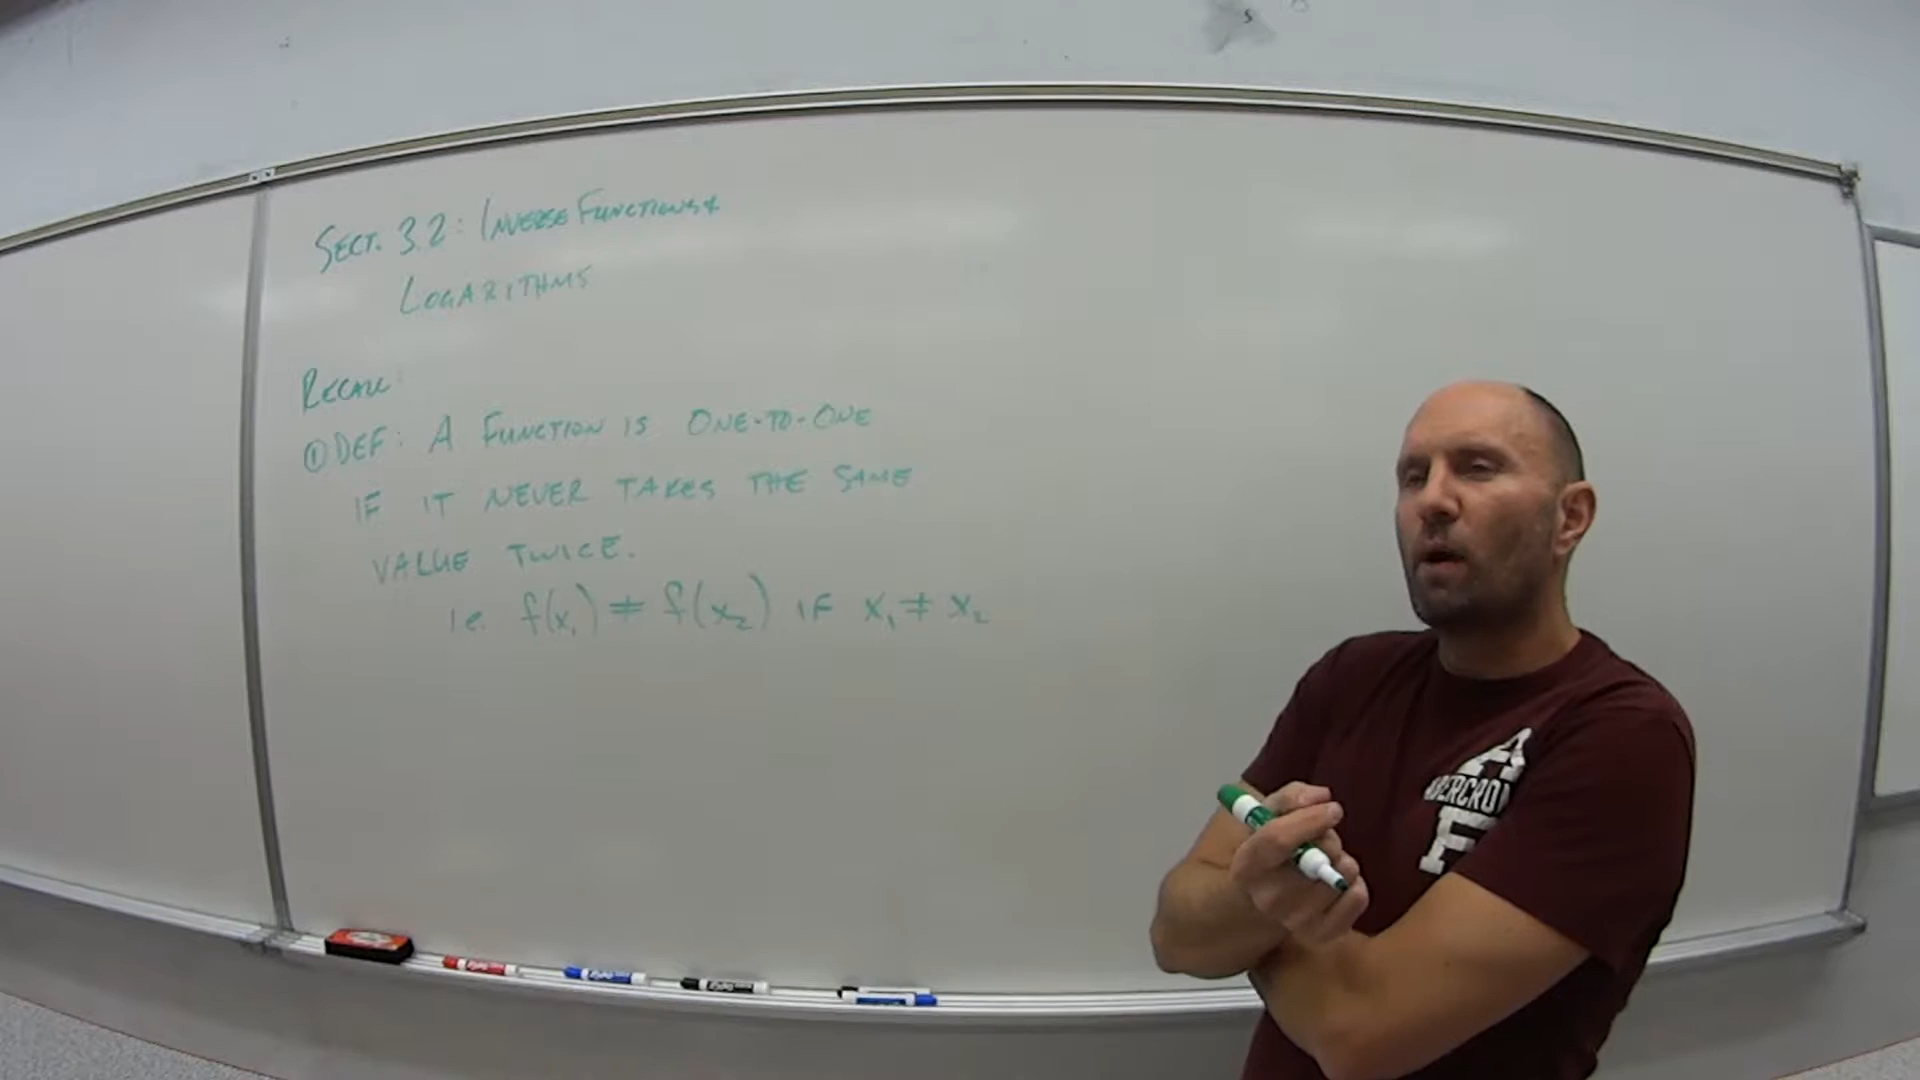 SECT. 3.2: INVERSE FUNCTIONS &
LOGARITHMS
RECALL:
① DEF: A FUNCTION IS ONE-TO-ONE
IF IT NEVER TAKES THE SAME
VALUE TWICE.
i.e. f(x₁) ≠ f(x₂) IF x₁ ≠ x₂
A
BERCRO
F